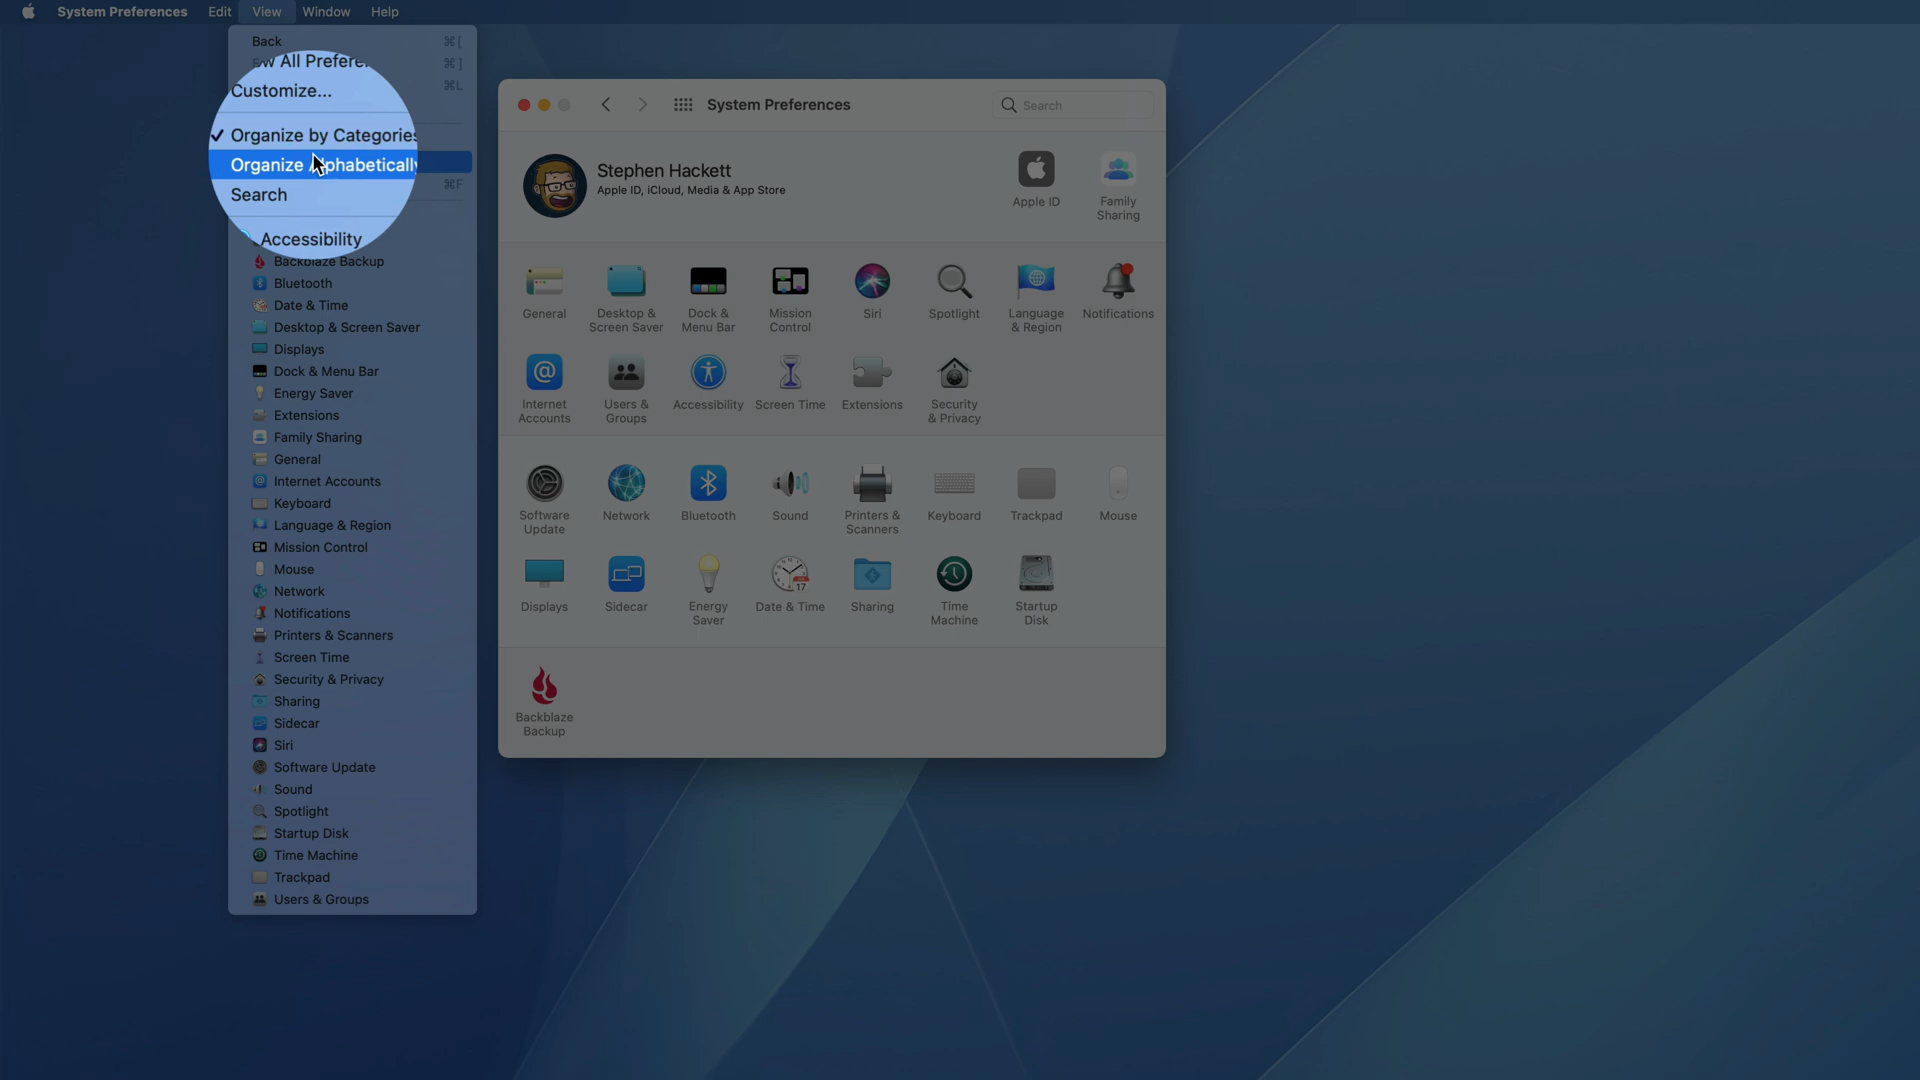 System Preferences Edit View Window Help
Back ⌘[
ow All Prefere ⌘]
Customize... ⌘L
✓ Organize by Categories
Organize Alphabetically
Search ⌘F
Accessibility
Backblaze Backup
Bluetooth
Date & Time
Desktop & Screen Saver
Displays
Dock & Menu Bar
Energy Saver
Extensions
Family Sharing
General
Internet Accounts
Keyboard
Language & Region
Mission Control
Mouse
Network
Notifications
Printers & Scanners
Screen Time
Security & Privacy
Sharing
Sidecar
Siri
Software Update
Sound
Spotlight
Startup Disk
Time Machine
Trackpad
Users & Groups
System Preferences
Search
Stephen Hackett
Apple ID, iCloud, Media & App Store
Apple ID
Family
Sharing
General
Desktop &
Screen Saver
Dock &
Menu Bar
Mission
Control
Siri
Spotlight
Language
& Region
Notifications
Internet
Accounts
Users &
Groups
Accessibility
Screen Time
Extensions
Security
& Privacy
Software
Update
Network
Bluetooth
Sound
Printers &
Scanners
Keyboard
Trackpad
Mouse
Displays
Sidecar
Energy
Saver
17
Date & Time
Sharing
Time
Machine
Startup
Disk
Backblaze
Backup